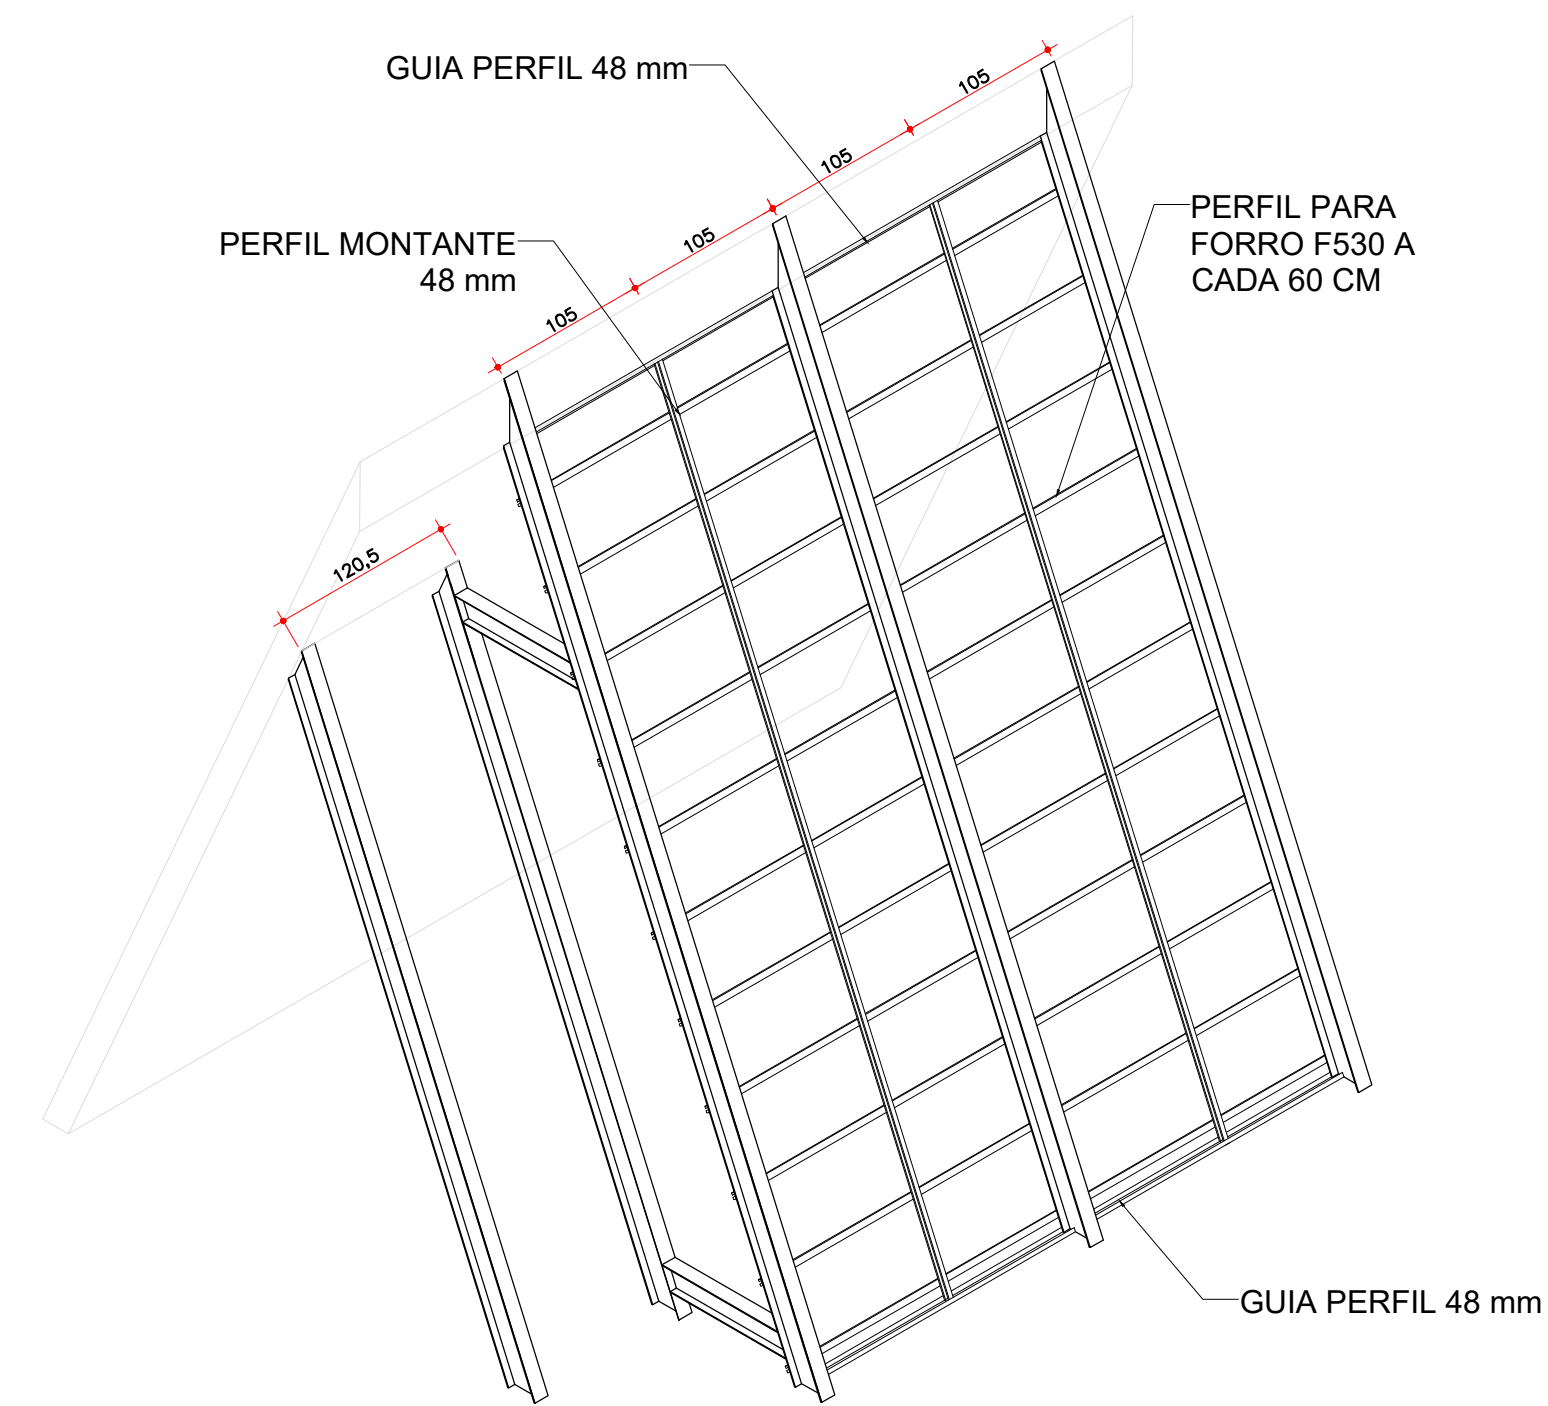 GUIA PERFIL 48 mm
105
105
105
105
PERFIL MONTANTE
48 mm
PERFIL PARA
FORRO F530 A
CADA 60 CM
120,5
GUIA PERFIL 48 mm